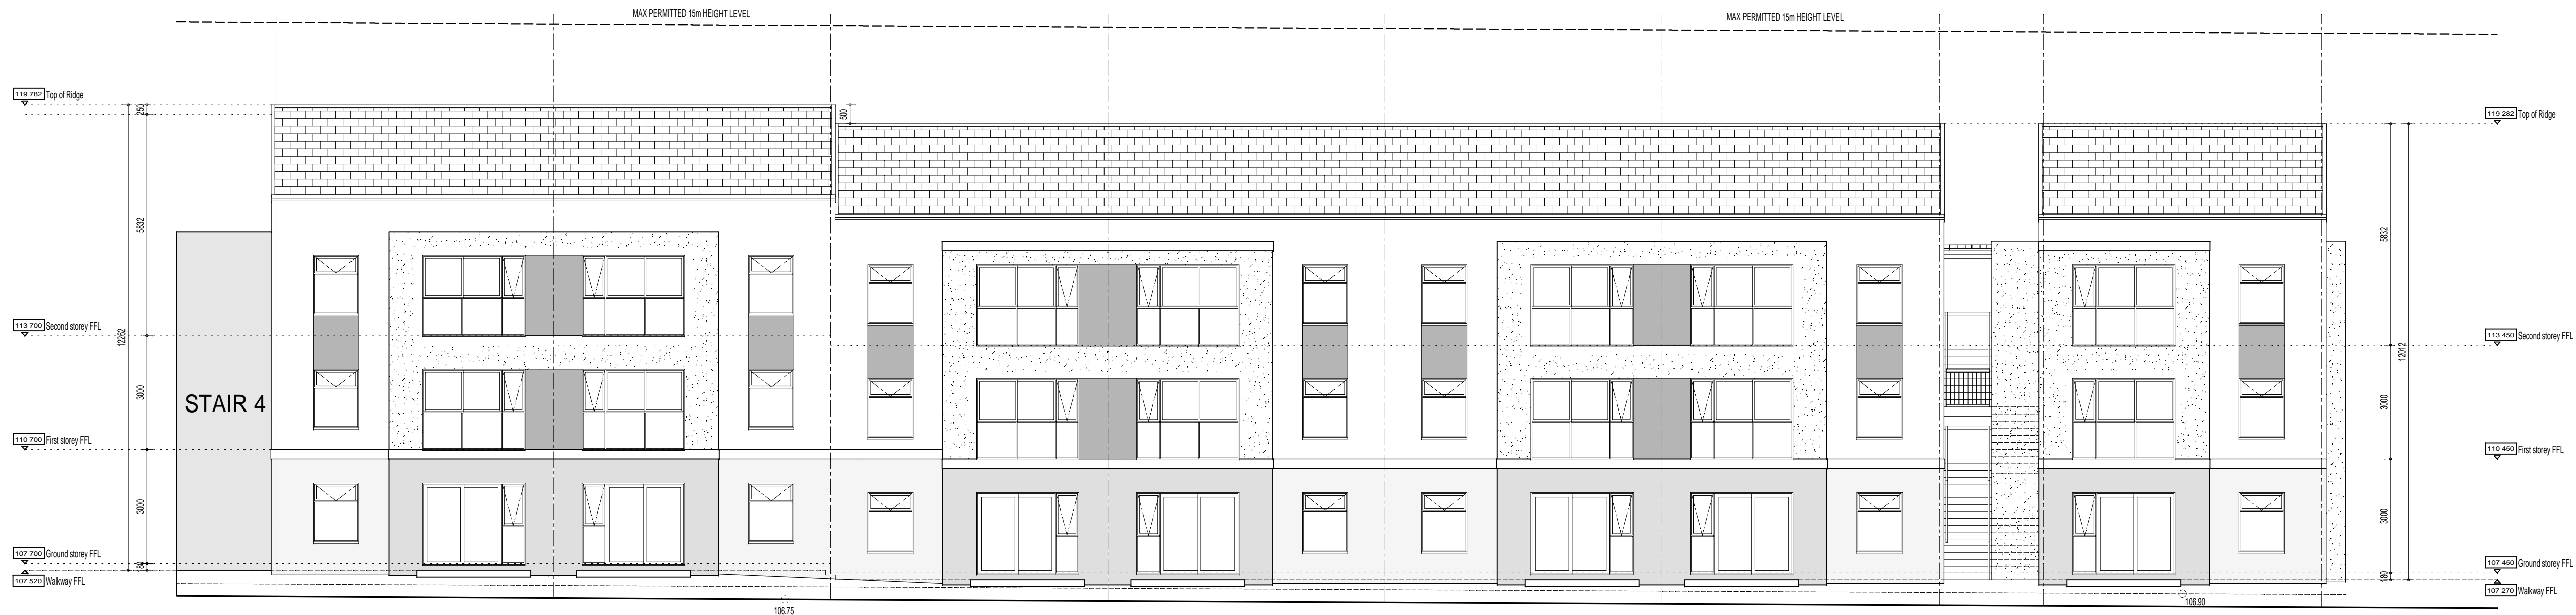 MAX PERMITTED 15m HEIGHT LEVEL
MAX PERMITTED 15m HEIGHT LEVEL
119 782 Top of Ridge
250
500
119 282 Top of Ridge
5832
5832
113 700 Second storey FFL
113 450 Second storey FFL
12262
12012
3000
3000
STAIR 4
110 700 First storey FFL
110 450 First storey FFL
3000
3000
107 700 Ground storey FFL
107 450 Ground storey FFL
180
180
107 520 Walkway FFL
107 270 Walkway FFL
106.75
106.90